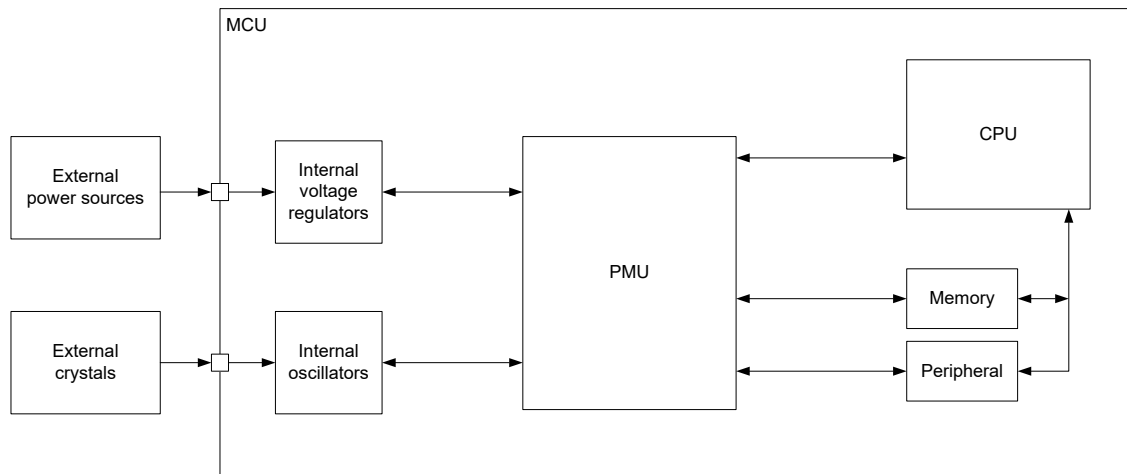 MCU
CPU
External
power sources
Internal
voltage
regulators
PMU
Memory
External
crystals
Internal
oscillators
Peripheral